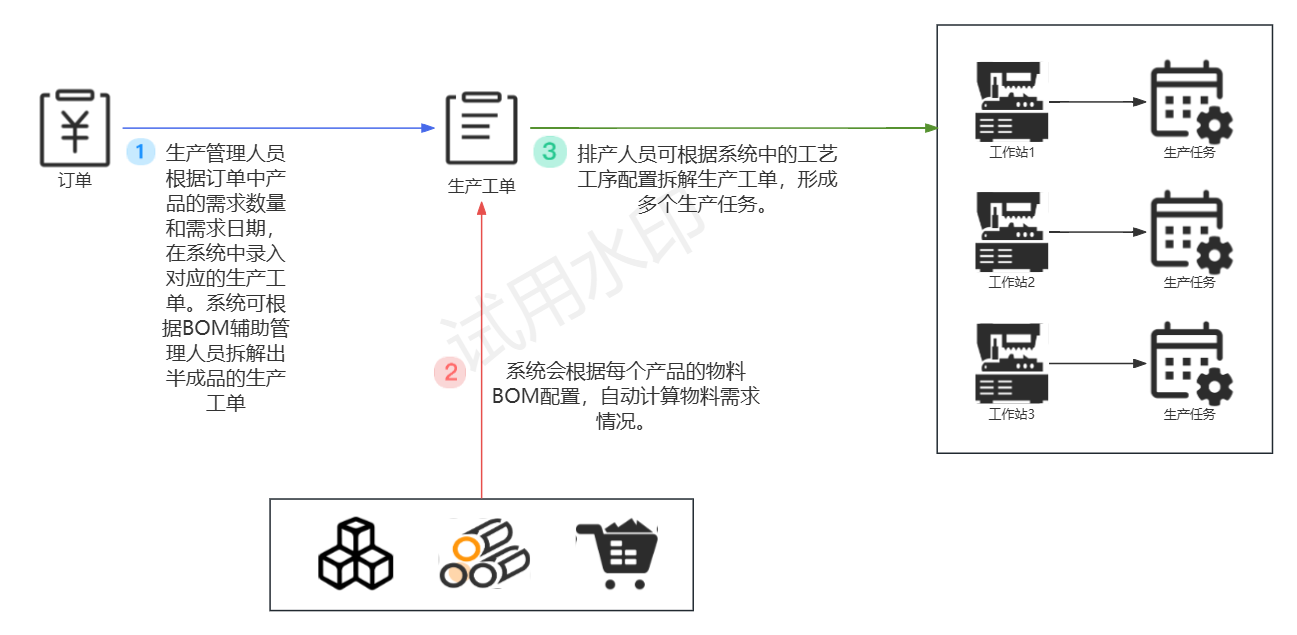 订单
1
生产管理人员
根据订单中产
品的需求数量
和需求日期，
在系统中录入
对应的生产工
单。系统可根
据BOM辅助管
理人员拆解出
半成品的生产
工单
生产工单
3
排产人员可根据系统中的工艺
工序配置拆解生产工单，形成
多个生产任务。
2
系统会根据每个产品的物料
BOM配置，自动计算物料需求
情况。
试用水印
工作站1
生产任务
工作站2
生产任务
工作站3
生产任务